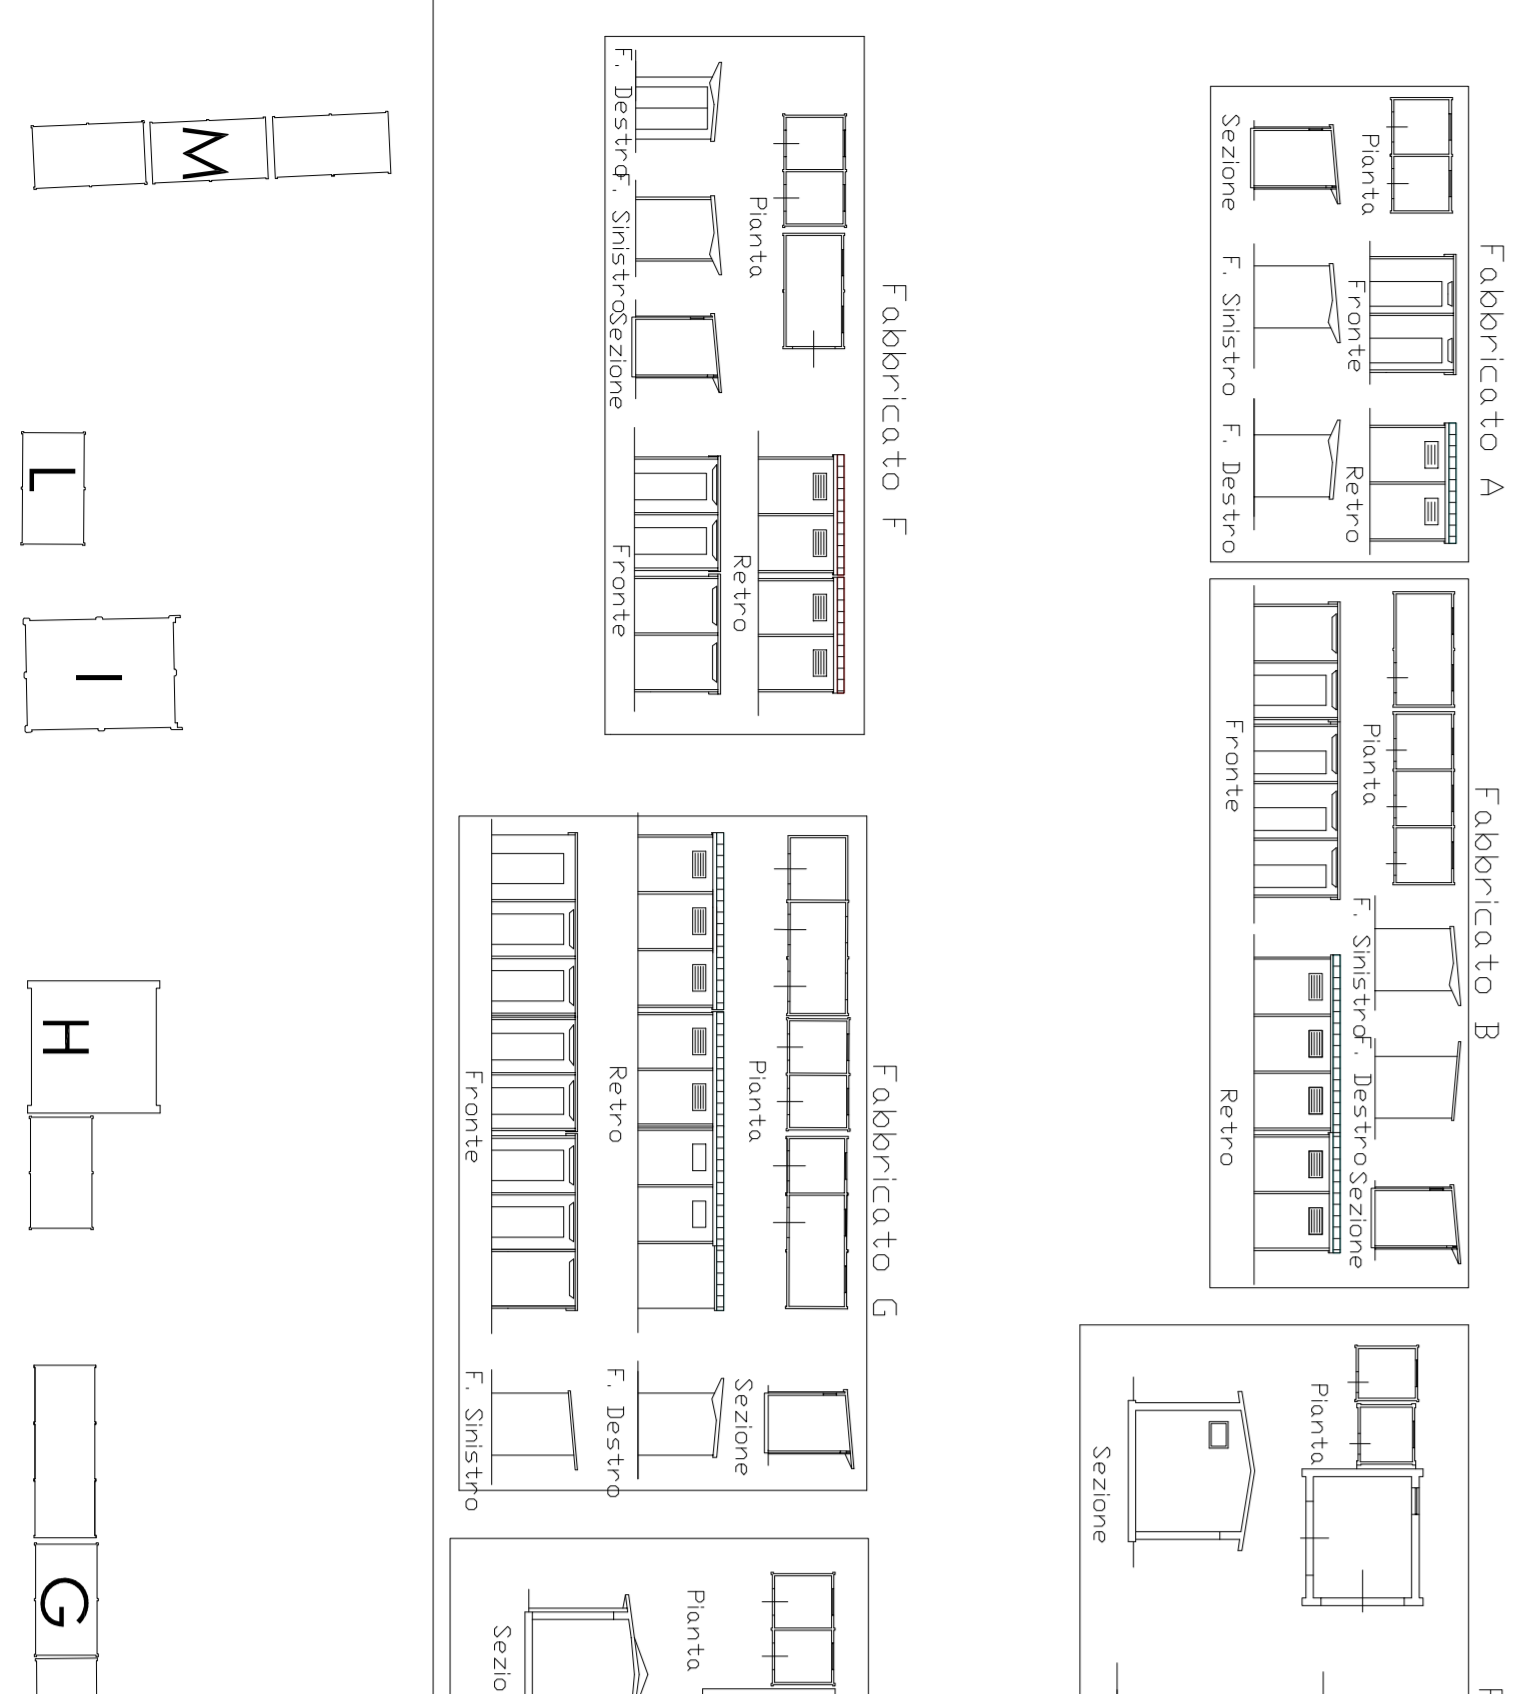 Fabbricato A
Pianta
Sezione
Fronte
F. Sinistro
Retro
F. Destro
Fabbricato B
Pianta
Fronte
F. Sinistro
F. Destro
Sezione
Retro
Pianta
Sezione
Fabbricato F
Pianta
F. Destro
F. Sinistro
Sezione
Retro
Fronte
Fabbricato G
Pianta
Retro
Fronte
Sezione
F. Destro
F. Sinistro
Pianta
Sezio
M
L
I
H
G